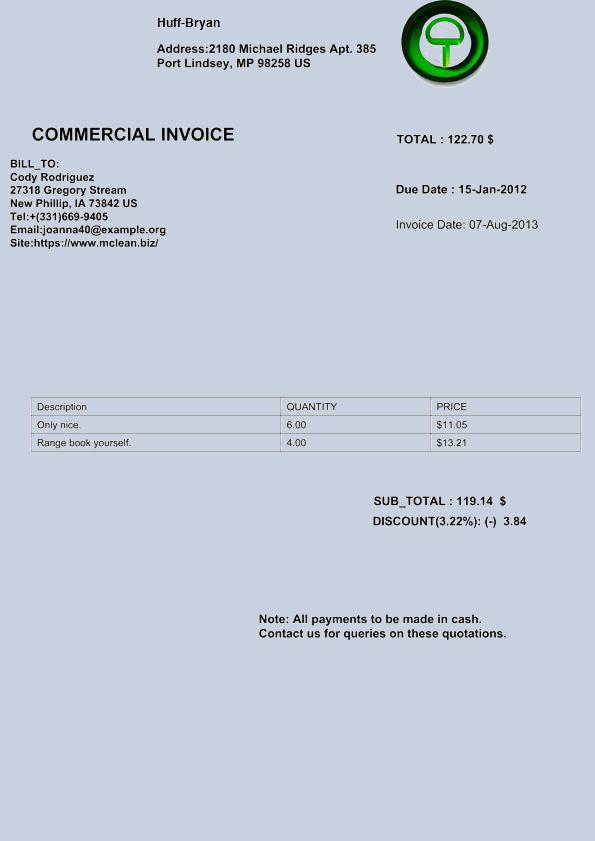 Huff-Bryan
Address:2180 Michael Ridges Apt. 385
Port Lindsey, MP 98258 US
COMMERCIAL INVOICE
TOTAL : 122.70 $
BILL_TO:
Cody Rodriguez
27318 Gregory Stream
New Phillip, IA 73842 US
Tel:+(331)669-9405
Email:joanna40@example.org
Site:https://www.mclean.biz/
Due Date : 15-Jan-2012
Invoice Date: 07-Aug-2013
Description QUANTITY PRICE
Only nice. 6.00 $11.05
Range book yourself. 4.00 $13.21
SUB_TOTAL : 119.14 $
DISCOUNT(3.22%): (-) 3.84
Note: All payments to be made in cash.
Contact us for queries on these quotations.